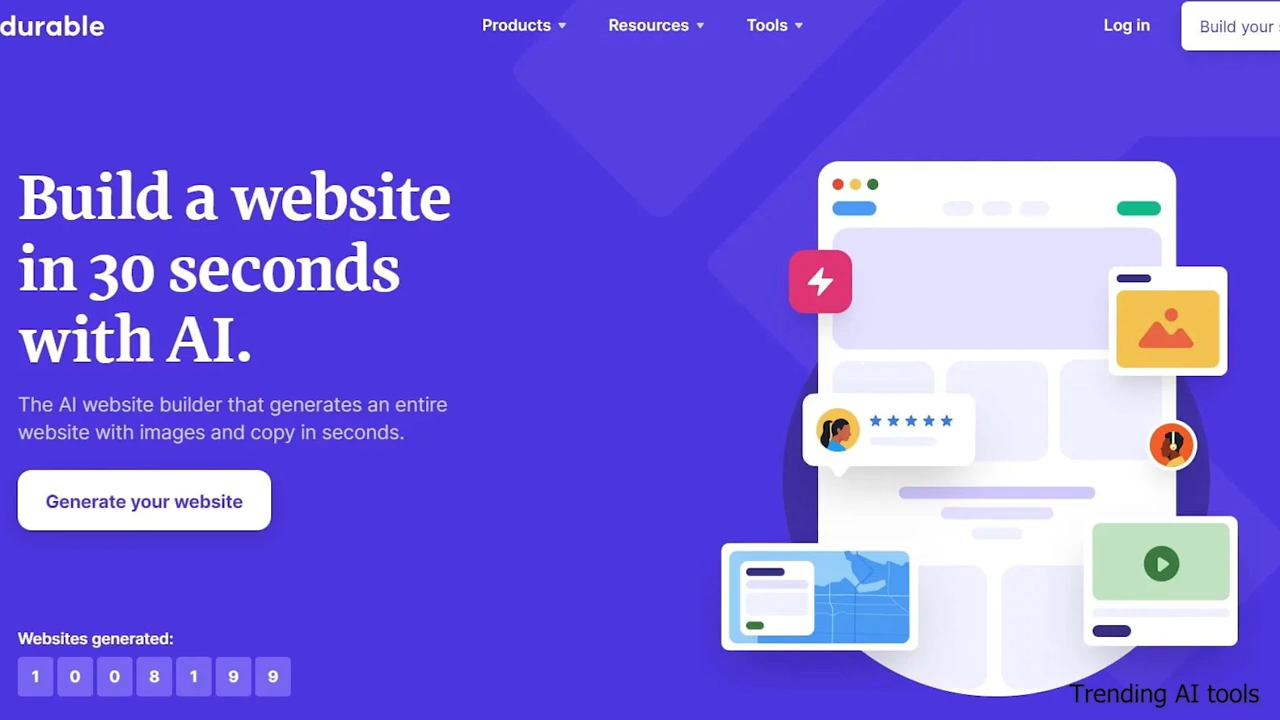 durable
Products
Resources
Tools
Log in
Build your
Build a website
in 30 seconds
with AI.
The AI website builder that generates an entire
website with images and copy in seconds.
Generate your website
Websites generated:
1 0 0 8 1 9 9
Trending AI tools